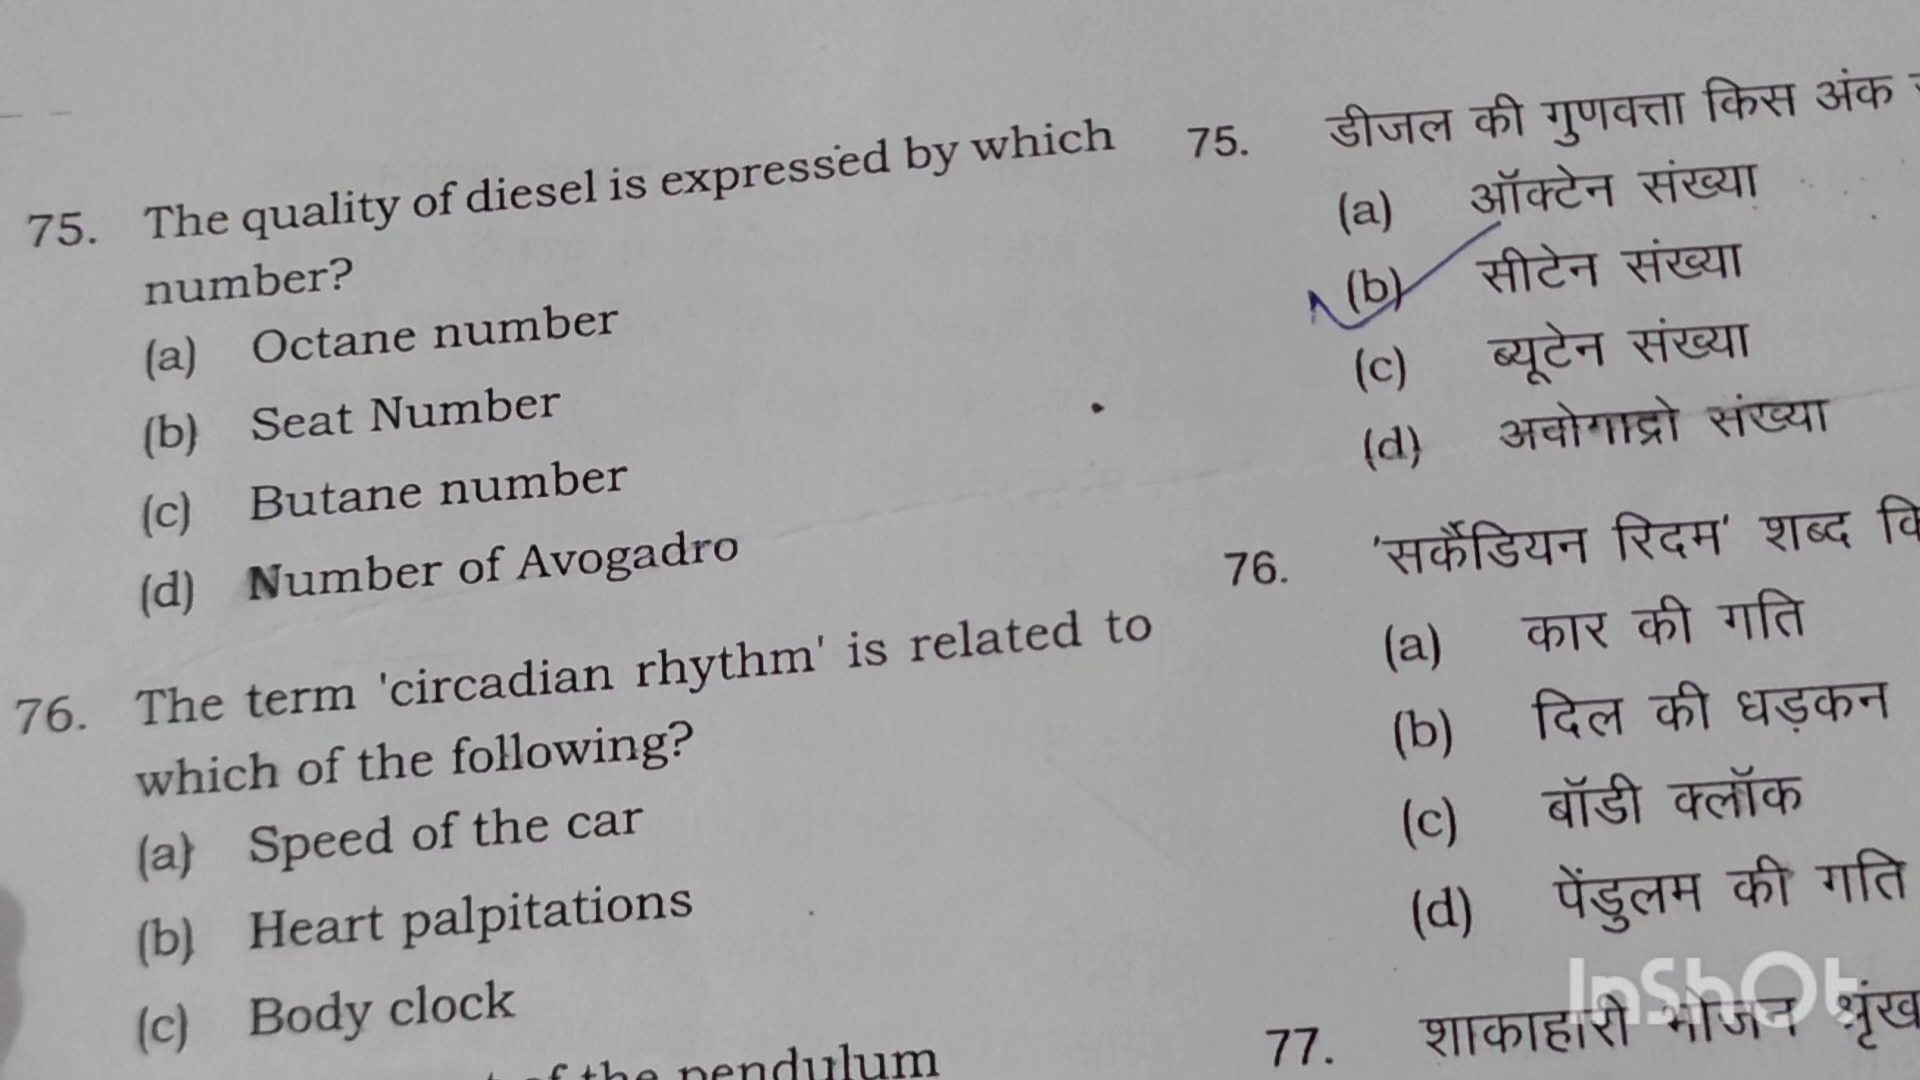 75. The quality of diesel is expressed by which
number?
(a) Octane number
(b) Seat Number
(c) Butane number
(d) Number of Avogadro
76. The term 'circadian rhythm' is related to
which of the following?
(a) Speed of the car
(b) Heart palpitations
(c) Body clock
of the pendulum
75. डीजल की गुणवत्ता किस अंक
(a) ऑक्टेन संख्या
(b) सीटेन संख्या
(c) ब्यूटेन संख्या
(d) अवोगाद्रो संख्या
76. 'सर्कैडियन रिदम' शब्द
(a) कार की गति
(b) दिल की धड़कन
(c) बॉडी क्लॉक
(d) पेंडुलम की गति
77. शाकाहारी भोजन
InShOt